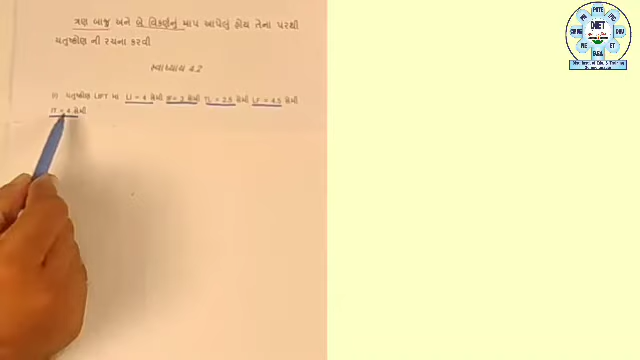 ત્રણ બાજુ અને બે વિકર્ણનું માપ આપેલું હોય તેના પરથી
ચતુષ્કોણ ની રચના કરવી
સ્વાધ્યાય 4.2
(i) ચતુષ્કોણ LIFT માં LI = 4 સેમી IF = 3 સેમી TL = 2.5 સેમી LF = 4.5 સેમી
IT = 4 સેમી
DIET